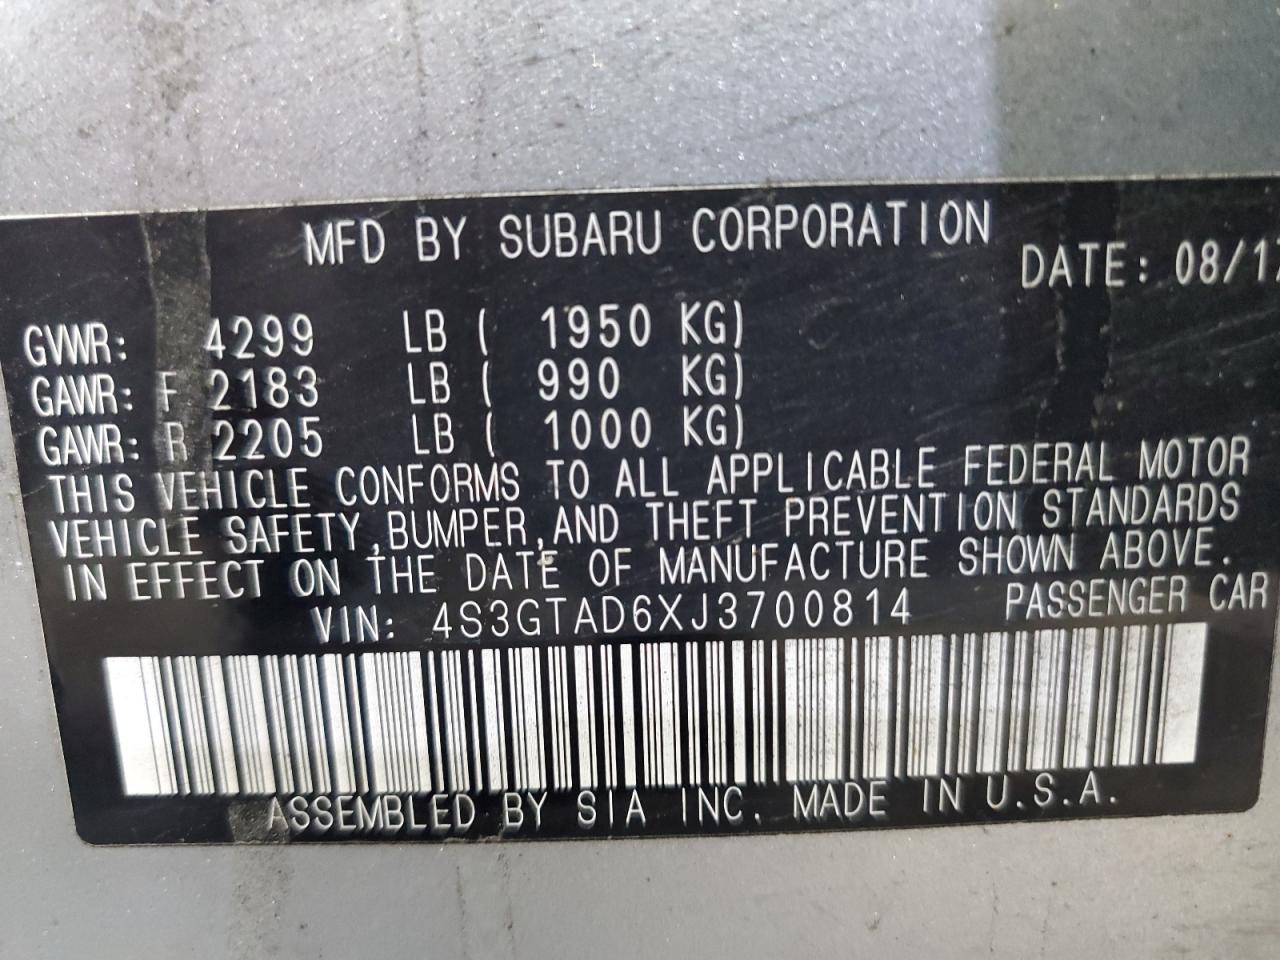 MFD BY SUBARU CORPORATION
DATE: 08/17
GVWR: 4299 LB ( 1950 KG)
GAWR: F 2183 LB ( 990 KG)
GAWR: R 2205 LB ( 1000 KG)
THIS VEHICLE CONFORMS TO ALL APPLICABLE FEDERAL MOTOR
VEHICLE SAFETY, BUMPER, AND THEFT PREVENTION STANDARDS
IN EFFECT ON THE DATE OF MANUFACTURE SHOWN ABOVE.
VIN: 4S3GTAD6XJ3700814 PASSENGER CAR
ASSEMBLED BY SIA INC. MADE IN U.S.A.